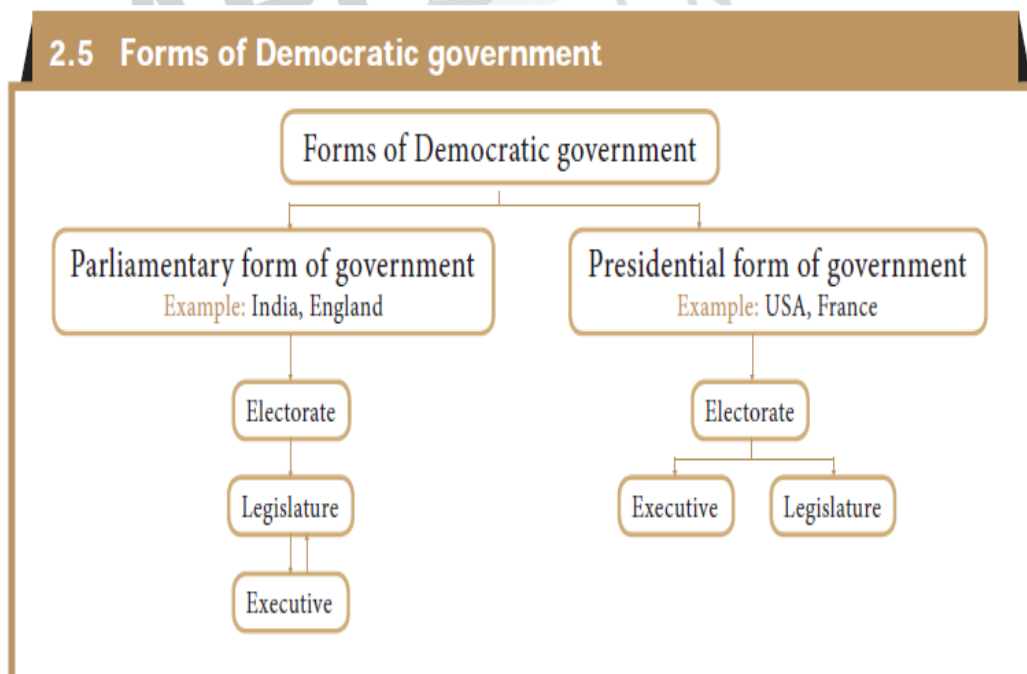 2.5 Forms of Democratic government
Forms of Democratic government
Parliamentary form of government
Example: India, England
Presidential form of government
Example: USA, France
Electorate
Legislature
Executive
Electorate
Executive
Legislature